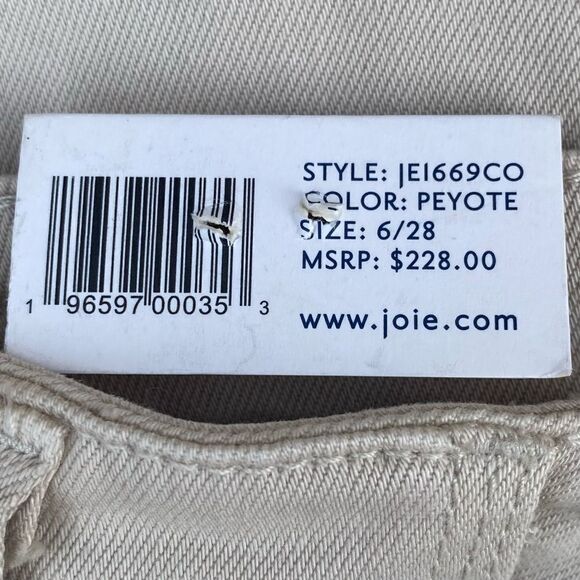 STYLE: JE1669CO
COLOR: PEYOTE
SIZE: 6/28
MSRP: $228.00
www.joie.com
1 96597 00035 3